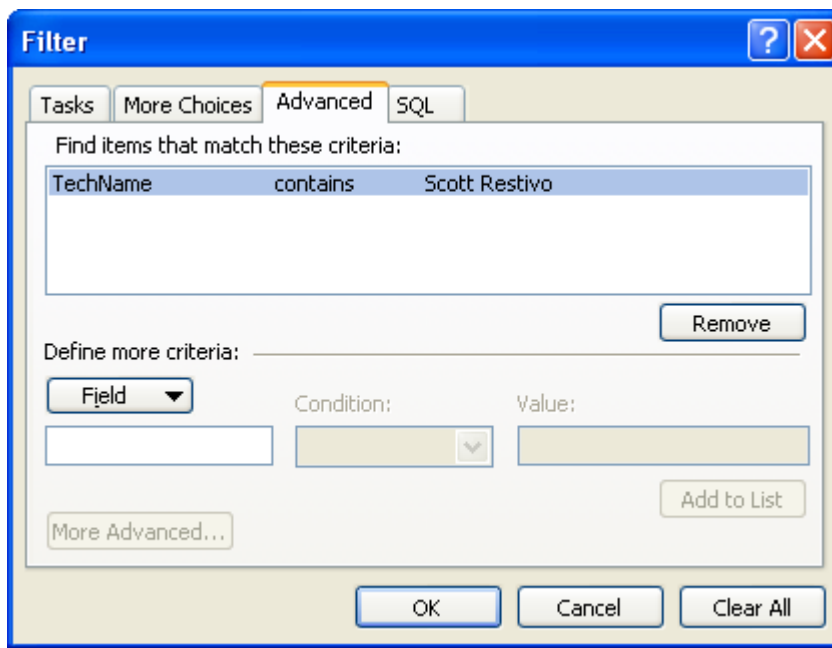 Filter
?
Tasks More Choices Advanced SQL
Find items that match these criteria:
TechName contains Scott Restivo
Remove
Define more criteria:
Field
Condition: Value:
Add to List
More Advanced...
OK Cancel Clear All